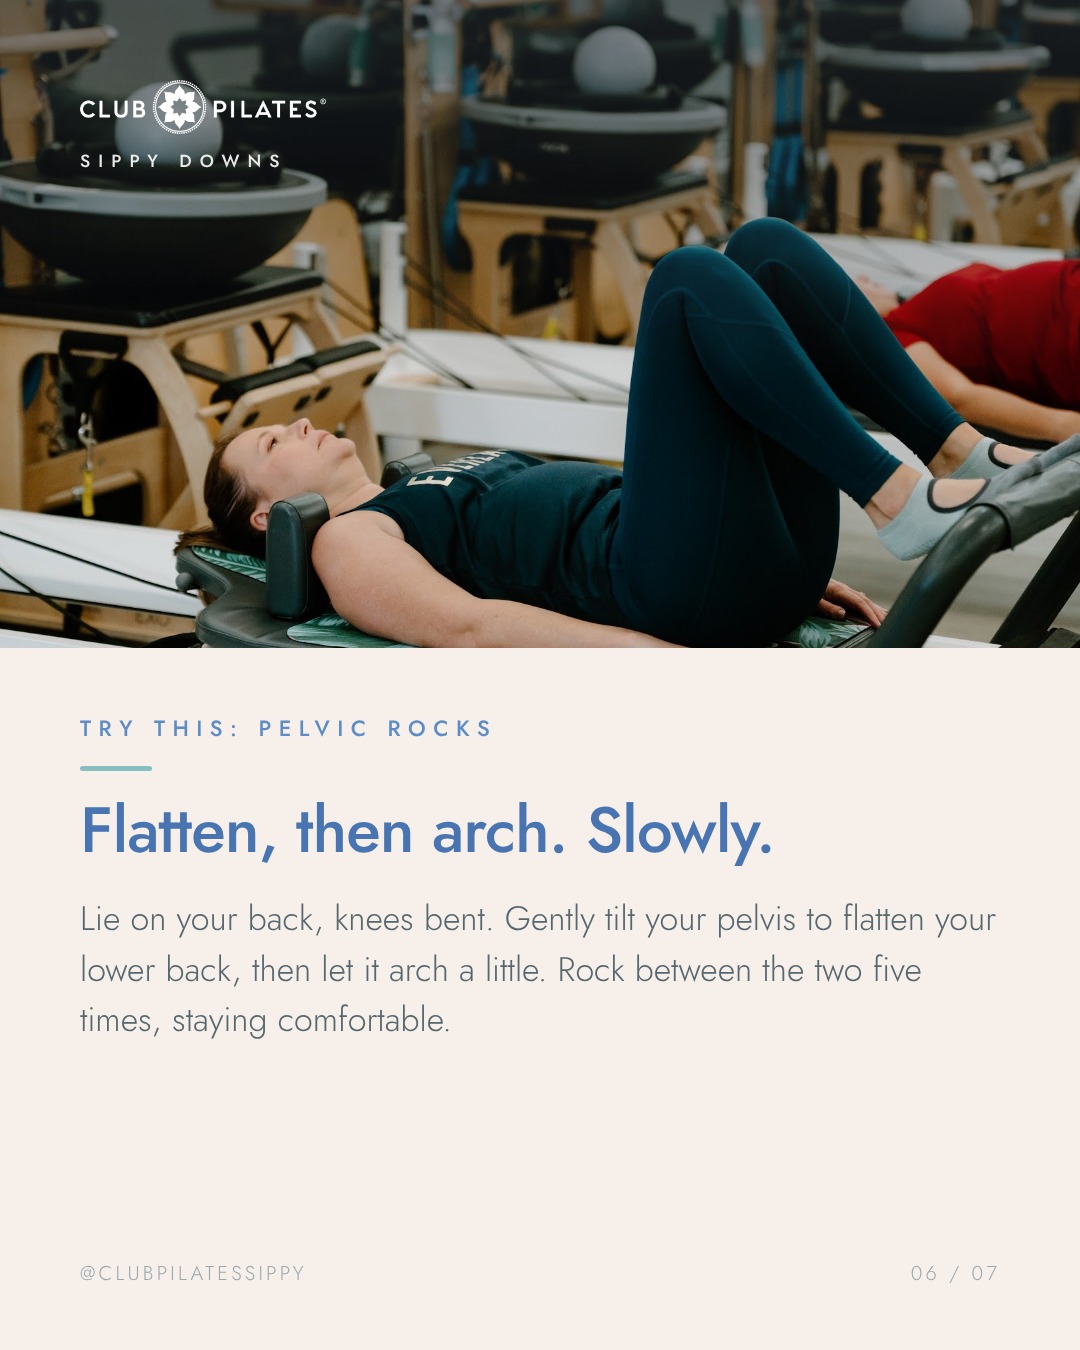 CLUB PILATES®
SIPPY DOWNS
TRY THIS: PELVIC ROCKS
Flatten, then arch. Slowly.
Lie on your back, knees bent. Gently tilt your pelvis to flatten your
lower back, then let it arch a little. Rock between the two five
times, staying comfortable.
@CLUBPILATESSIPPY
06 / 07